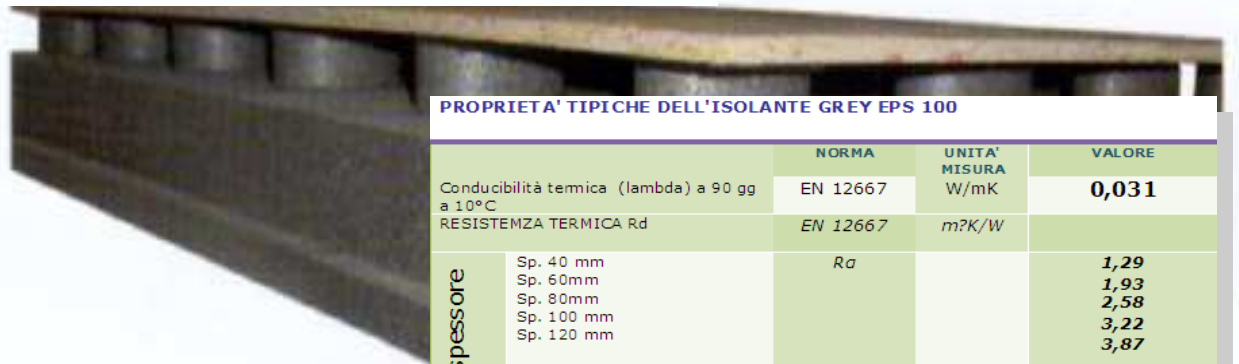 PROPRIETA' TIPICHE DELL'ISOLANTE GREY EPS 100
NORMA UNITA' MISURA VALORE
Conducibilità termica (lambda) a 90 gg a 10°C EN 12667 W/mK 0,031
RESISTEMZA TERMICA Rd EN 12667 m?K/W
spessore
Sp. 40 mm Ra 1,29
Sp. 60mm 1,93
Sp. 80mm 2,58
Sp. 100 mm 3,22
Sp. 120 mm 3,87